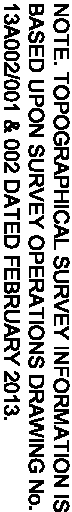 NOTE. TOPOGRAPHICAL SURVEY INFORMATION IS
BASED UPON SURVEY OPERATIONS DRAWING No.
13A002/001 & 002 DATED FEBRUARY 2013.